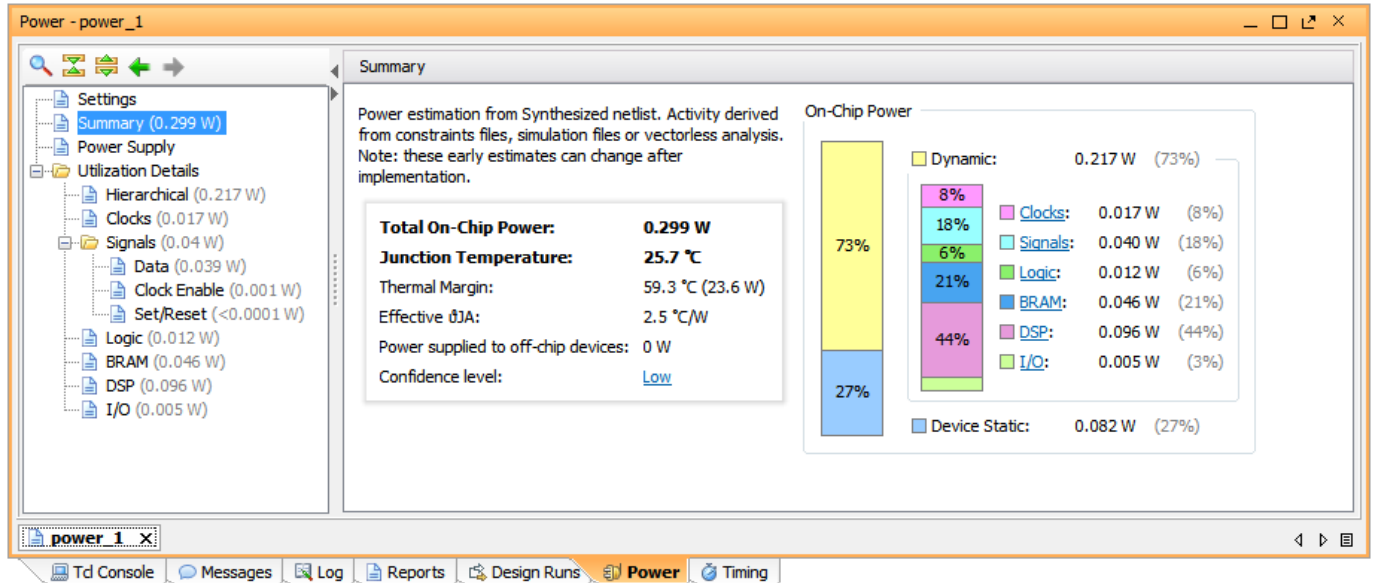 Power - power_1
Summary
Settings
Summary (0.299 W)
Power Supply
Utilization Details
Hierarchical (0.217 W)
Clocks (0.017 W)
Signals (0.04 W)
Data (0.039 W)
Clock Enable (0.001 W)
Set/Reset (<0.0001 W)
Logic (0.012 W)
BRAM (0.046 W)
DSP (0.096 W)
I/O (0.005 W)
Power estimation from Synthesized netlist. Activity derived
from constraints files, simulation files or vectorless analysis.
Note: these early estimates can change after
implementation.
Total On-Chip Power: 0.299 W
Junction Temperature: 25.7 °C
Thermal Margin: 59.3 °C (23.6 W)
Effective ϑJA: 2.5 °C/W
Power supplied to off-chip devices: 0 W
Confidence level: Low
On-Chip Power
73%
27%
Dynamic: 0.217 W (73%)
8%
18%
6%
21%
44%
Clocks: 0.017 W (8%)
Signals: 0.040 W (18%)
Logic: 0.012 W (6%)
BRAM: 0.046 W (21%)
DSP: 0.096 W (44%)
I/O: 0.005 W (3%)
Device Static: 0.082 W (27%)
power_1
Tcl Console Messages Log Reports Design Runs Power Timing